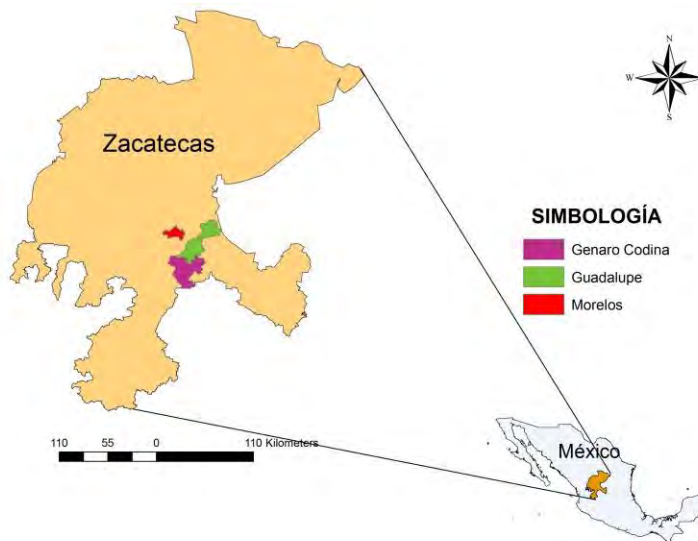 N
W
S
Zacatecas
SIMBOLOGÍA
Genaro Codina
Guadalupe
Morelos
110 55 0 110 Kilometers
México